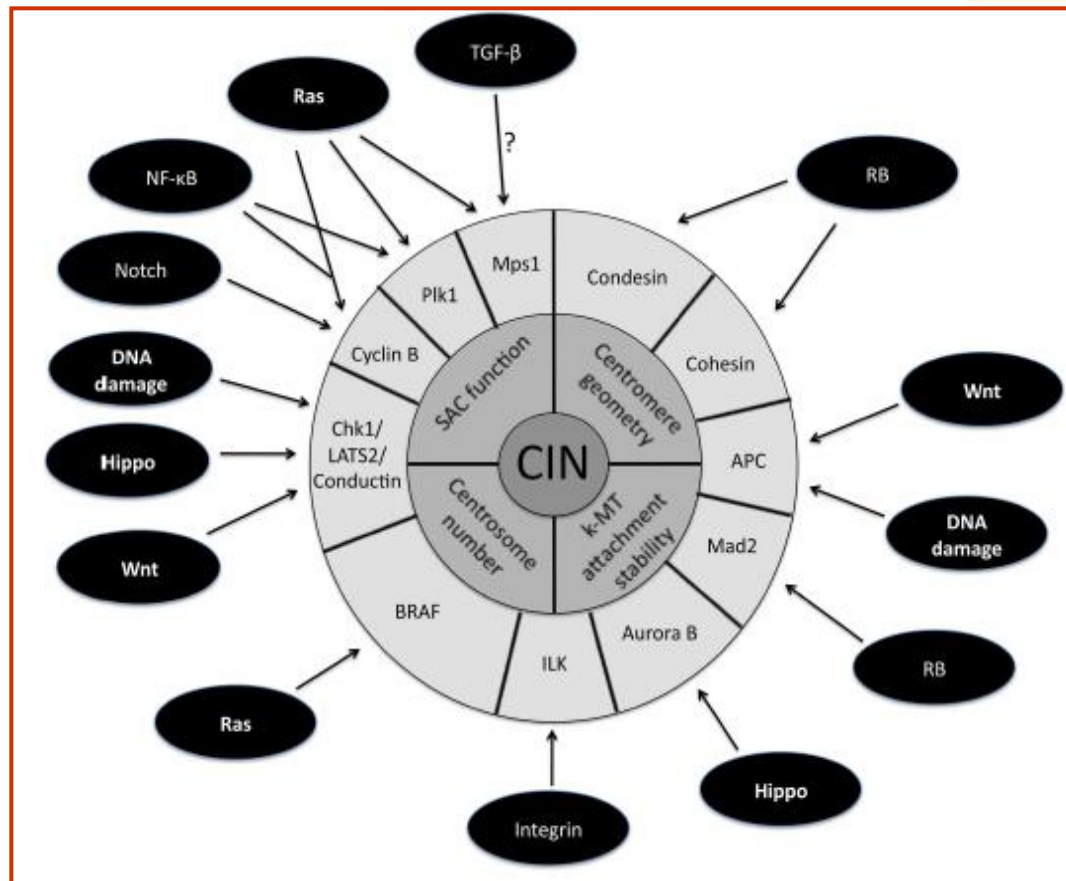 TGF-β
Ras
?
NF-κB
RB
Notch
Mps1
Condesin
Plk1
Cyclin B
Cohesin
DNA
damage
SAC function
Centromere
geometry
Wnt
Chk1/
LATS2/
Conductin
Hippo
CIN
APC
Centrosome
number
k-MT
attachment
stability
DNA
damage
Mad2
Wnt
BRAF
Aurora B
ILK
RB
Ras
Hippo
Integrin